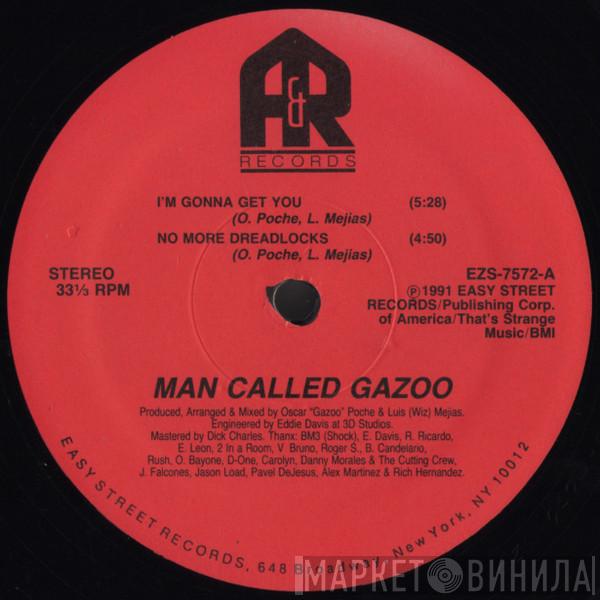 A&R
RECORDS
I'M GONNA GET YOU (5:28)
(O. Poche, L. Mejias)
NO MORE DREADLOCKS (4:50)
(O. Poche, L. Mejias)
STEREO
33⅓ RPM
EZS-7572-A
℗1991 EASY STREET
RECORDS/Publishing Corp.
of America/That's Strange
Music/BMI
MAN CALLED GAZOO
Produced, Arranged & Mixed by Oscar "Gazoo" Poche & Luis (Wiz) Mejias.
Engineered by Eddie Davis at 3D Studios.
Mastered by Dick Charles. Thanx: BM3 (Shock), E. Davis, R. Ricardo,
E. Leon, 2 In a Room, V Bruno, Roger S., B. Candelario,
Rush, O. Bayone, D-One, Carolyn, Danny Morales & The Cutting Crew,
J. Falcones, Jason Load, Pavel DeJesus, Alex Martinez & Rich Hernandez.
EASY STREET RECORDS, 648 Broadway, New York, NY 10012
МАРКЕТ ВИНИЛА